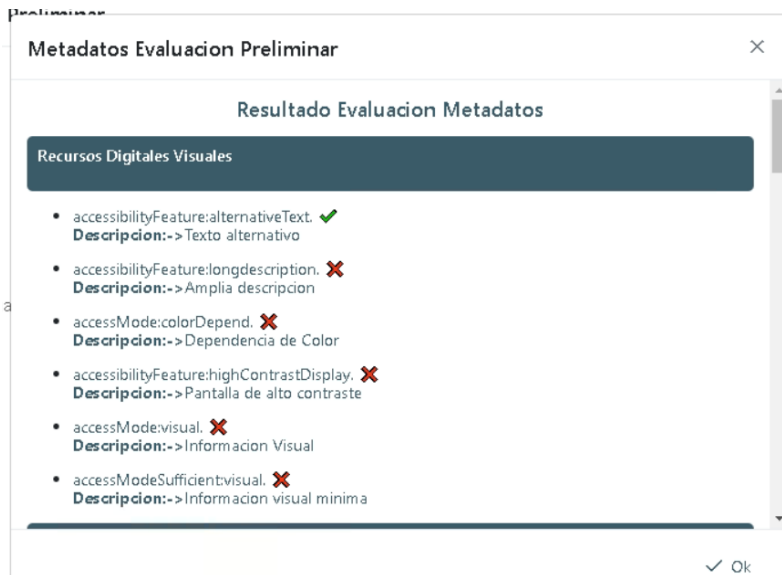 Preliminar
Metadatos Evaluacion Preliminar
Resultado Evaluacion Metadatos
Recursos Digitales Visuales
accessibilityFeature:alternativeText.
Descripcion:->Texto alternativo
accessibilityFeature:longdescription.
Descripcion:->Amplia descripcion
a
accessMode:colorDepend.
Descripcion:->Dependencia de Color
accessibilityFeature:highContrastDisplay.
Descripcion:->Pantalla de alto contraste
accessMode:visual.
Descripcion:->Informacion Visual
accessModeSufficient:visual.
Descripcion:->Informacion visual minima
Ok